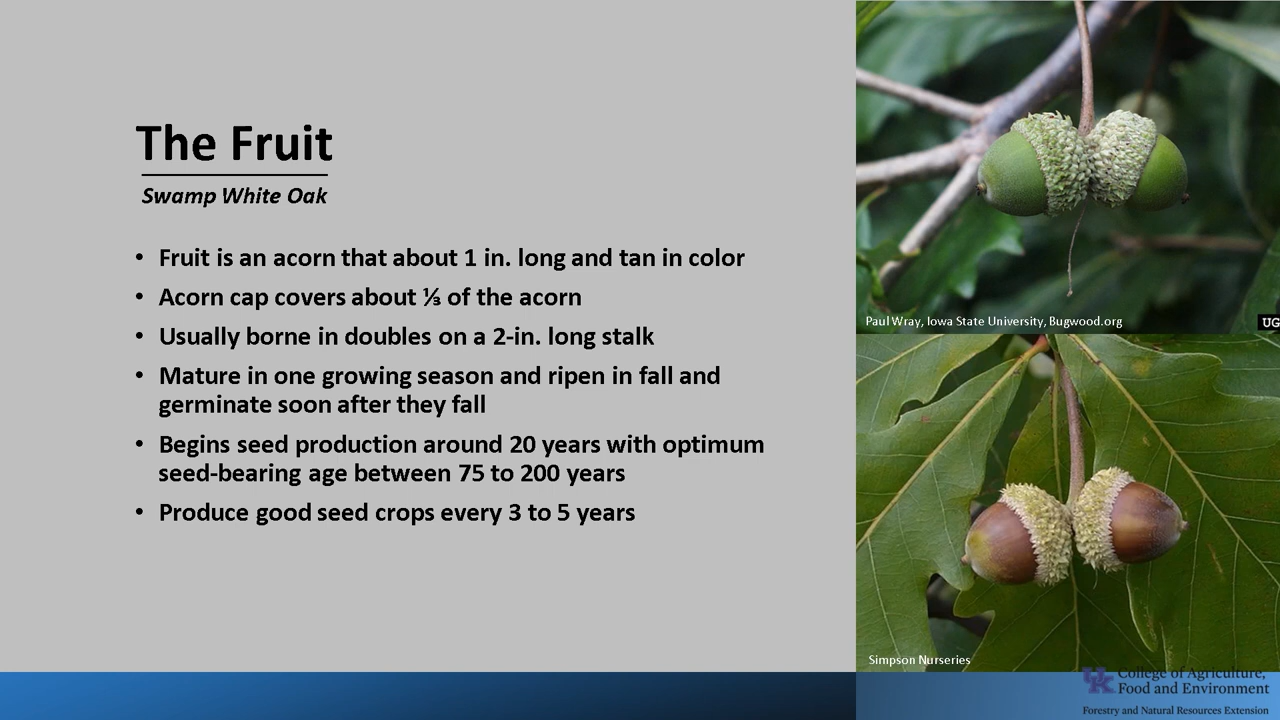 The Fruit
Swamp White Oak
• Fruit is an acorn that about 1 in. long and tan in color
• Acorn cap covers about ⅓ of the acorn
• Usually borne in doubles on a 2-in. long stalk
• Mature in one growing season and ripen in fall and
germinate soon after they fall
• Begins seed production around 20 years with optimum
seed-bearing age between 75 to 200 years
• Produce good seed crops every 3 to 5 years
Paul Wray, Iowa State University, Bugwood.org
UG
Simpson Nurseries
UK
College of Agriculture,
Food and Environment
Forestry and Natural Resources Extension